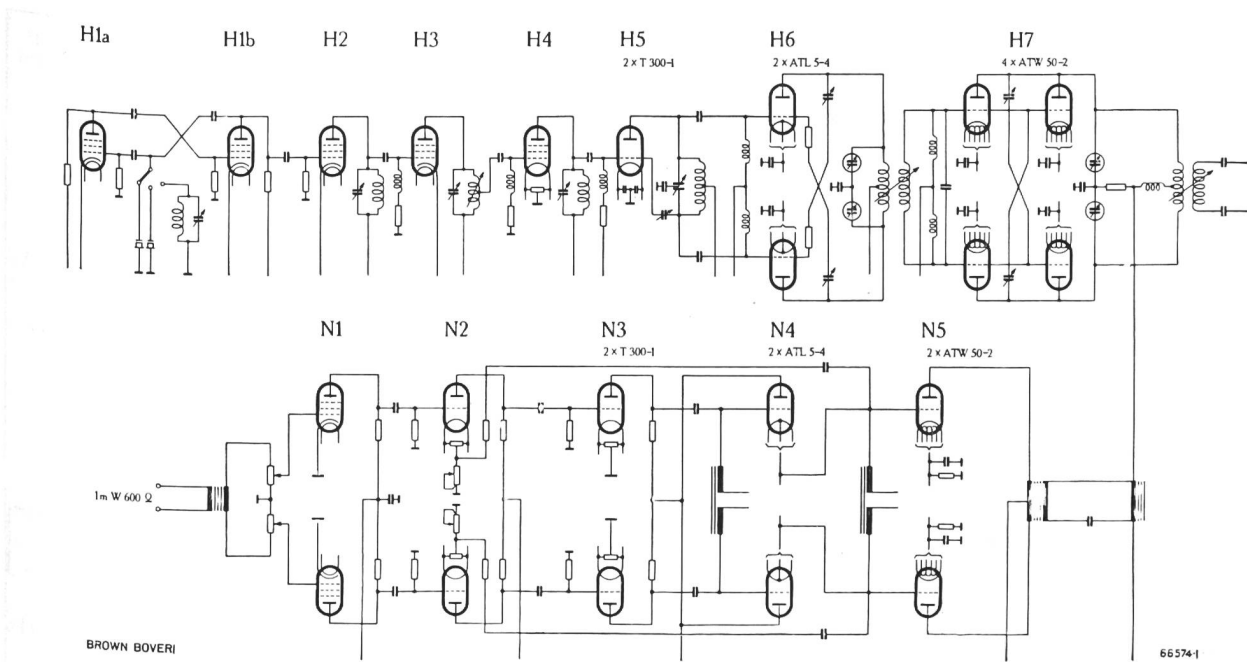 H1a H1b H2 H3 H4 H5 H6 H7
2 x T 300-1 2 x ATL 5-4 4 x ATW 50-2
N1 N2 N3 N4 N5
2 x T 300-1 2 x ATL 5-4 2 x ATW 50-2
1m W 600 Ω
BROWN BOVERI 66574·I